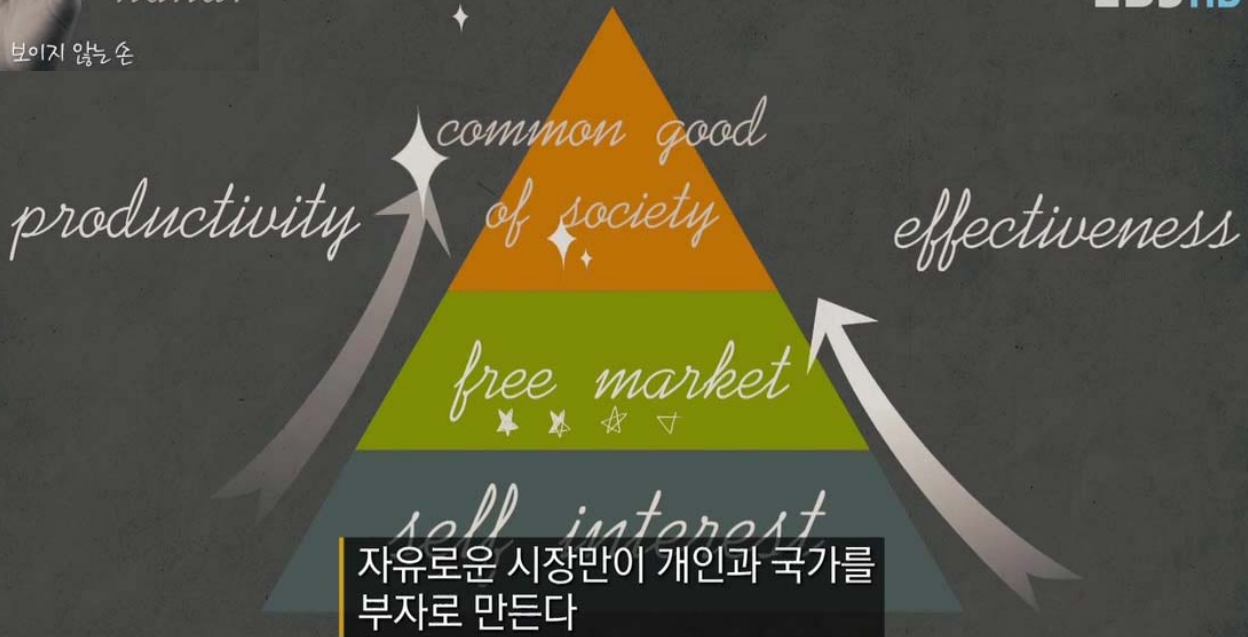 보이지 않는 손
HD
common good
productivity
of society
effectiveness
free market
self interest
자유로운 시장만이 개인과 국가를
부자로 만든다